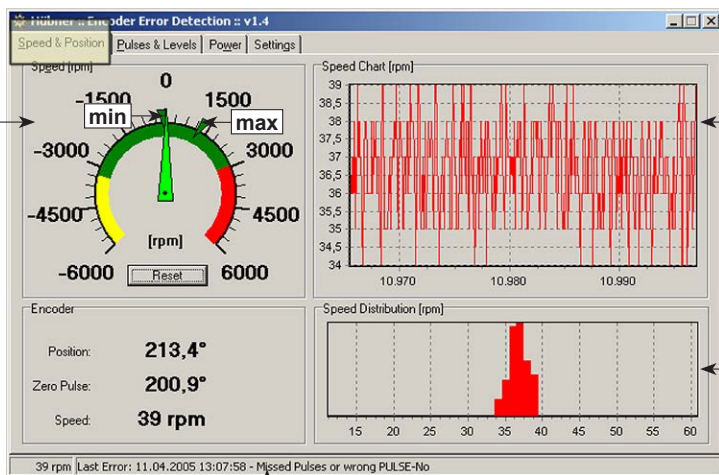 Hübner :: Encoder Error Detection :: v1.4
Speed & Position Pulses & Levels Power Settings
Speed [rpm]
0
-1500 1500
min max
-3000 3000
-4500 4500
[rpm]
-6000 Reset 6000
Speed Chart [rpm]
39
38,5
38
37,5
37
36,5
36
35,5
35
34,5
34
10.970 10.980 10.990
Encoder
Position: 213,4°
Zero Pulse: 200,9°
Speed: 39 rpm
Speed Distribution [rpm]
15 20 25 30 35 40 45 50 55 60
39 rpm Last Error: 11.04.2005 13:07:58 - Missed Pulses or wrong PULSE-No